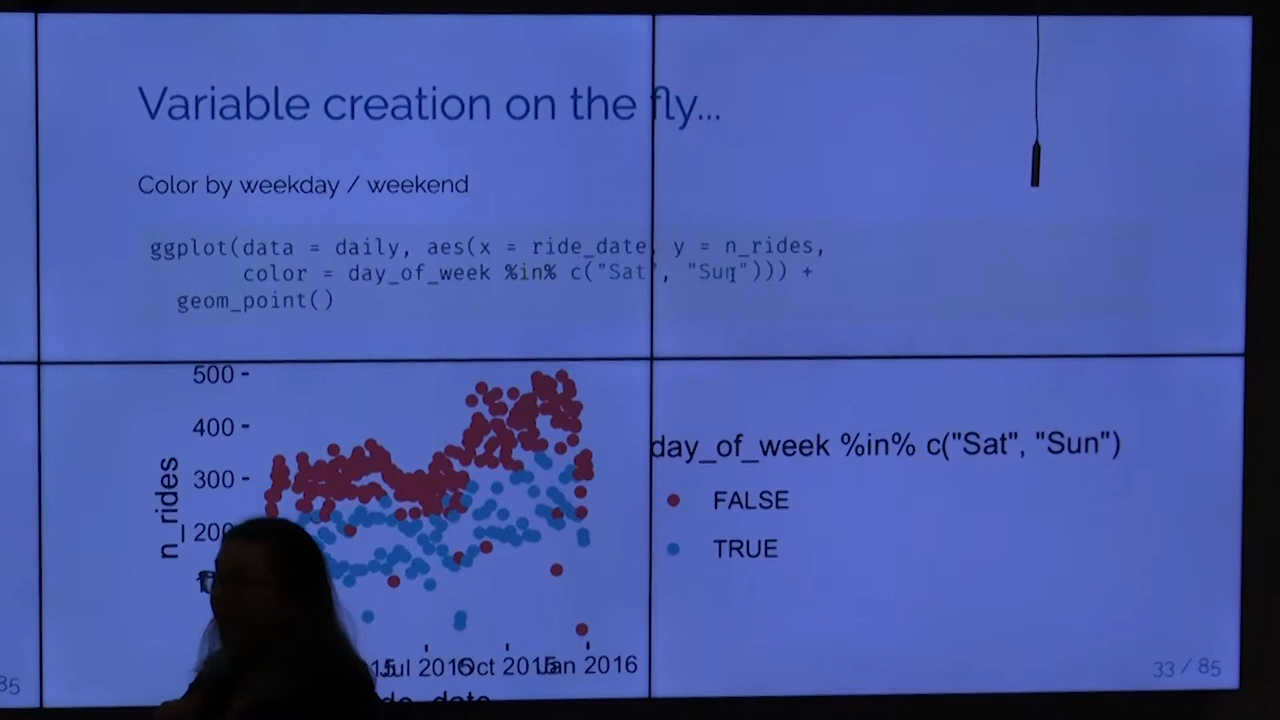 Variable creation on the fly...
Color by weekday / weekend
ggplot(data = daily, aes(x = ride_date, y = n_rides,
color = day_of_week %in% c("Sat", "Sun"))) +
geom_point()
500
400
300
200
n_rides
Jul 2015
Oct 2015
Jan 2016
day_of_week %in% c("Sat", "Sun")
FALSE
TRUE
33 / 85
85